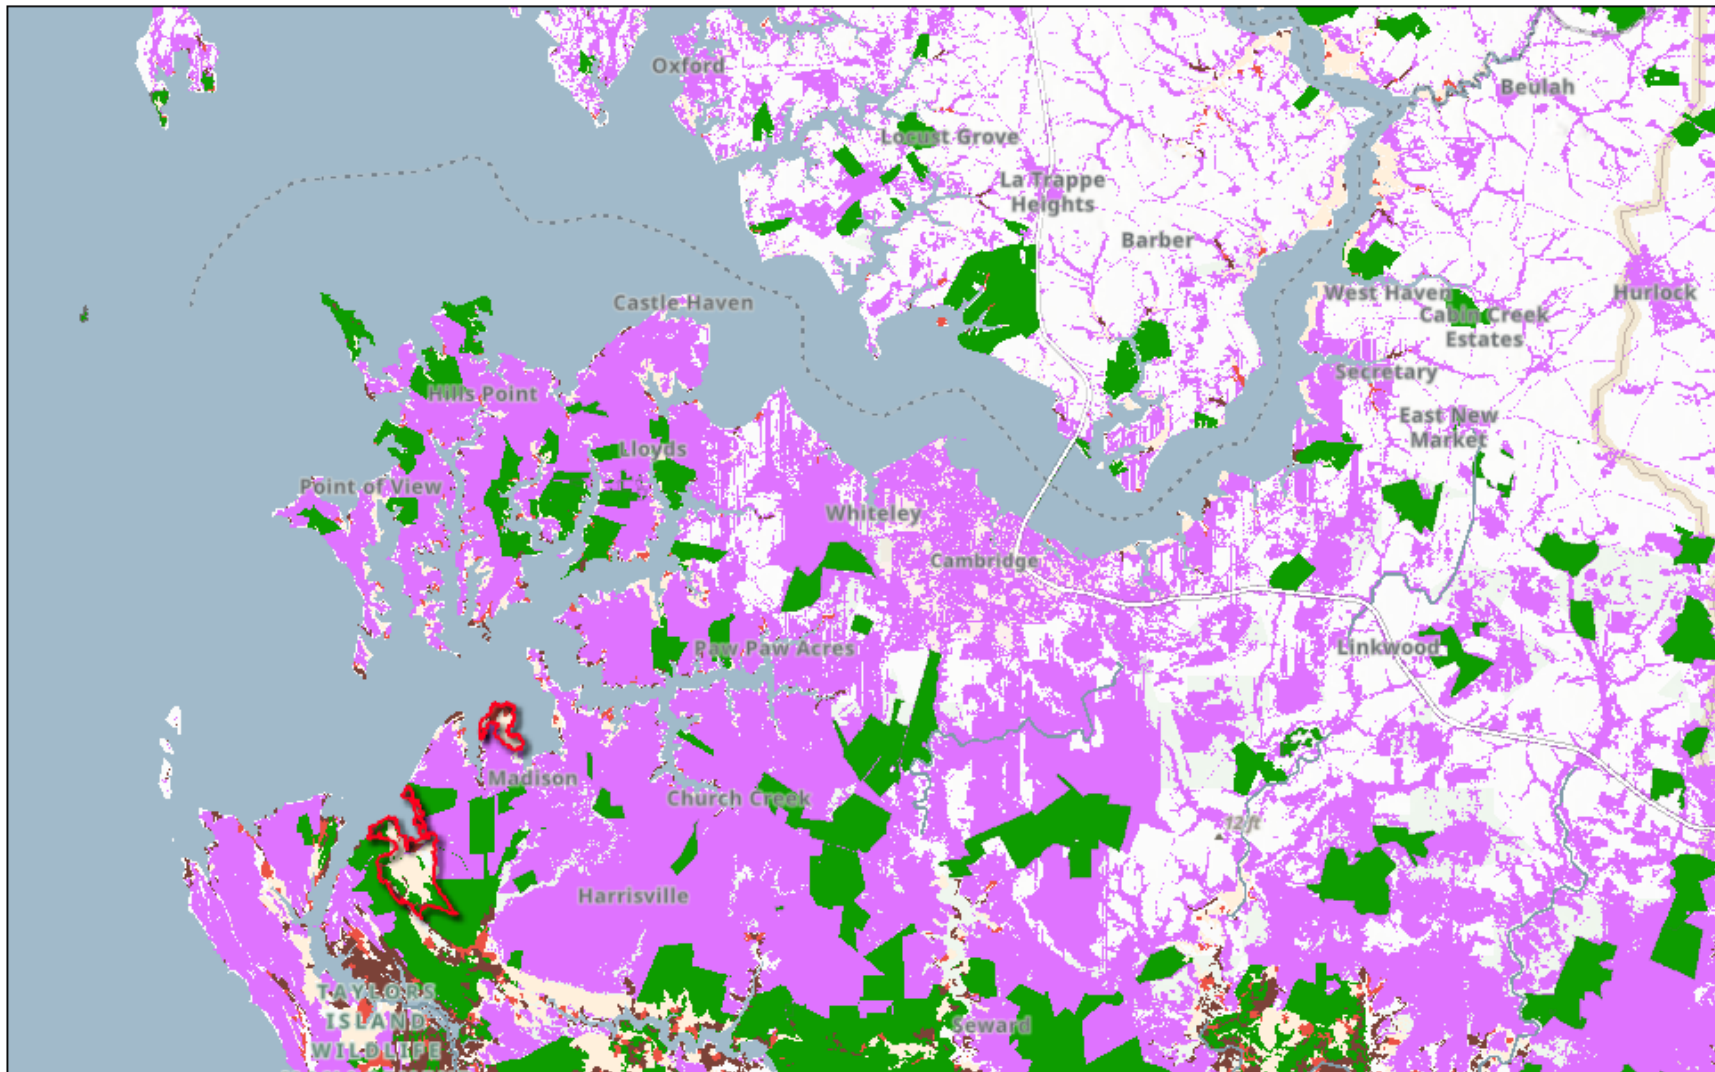 Oxford
Beulah
Locust Grove
La Trappe
Heights
Barber
West Haven
Hurlock
Castle Haven
Cabin Creek
Estates
Secretary
Hills Point
East New
Market
Lloyds
Point of View
Whiteley
Cambridge
Paw Paw Acres
Linkwood
Madison
Church Creek
12 ft
Harrisville
TAYLORS
ISLAND
WILDLIFE
Seward